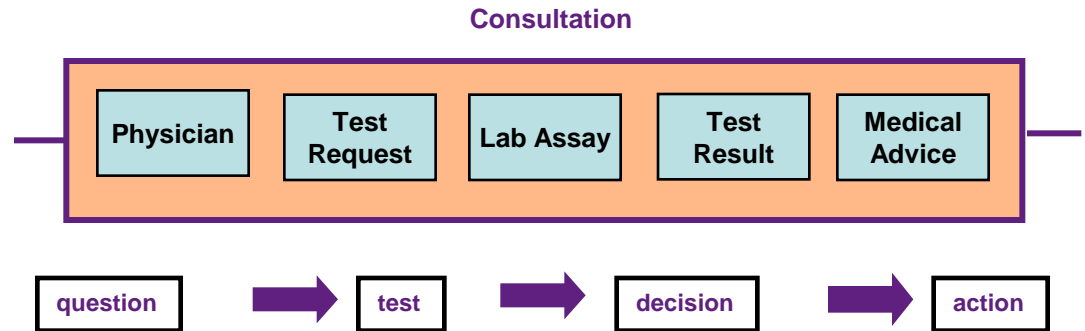 Consultation
Physician
Test
Request
Lab Assay
Test
Result
Medical
Advice
question
test
decision
action